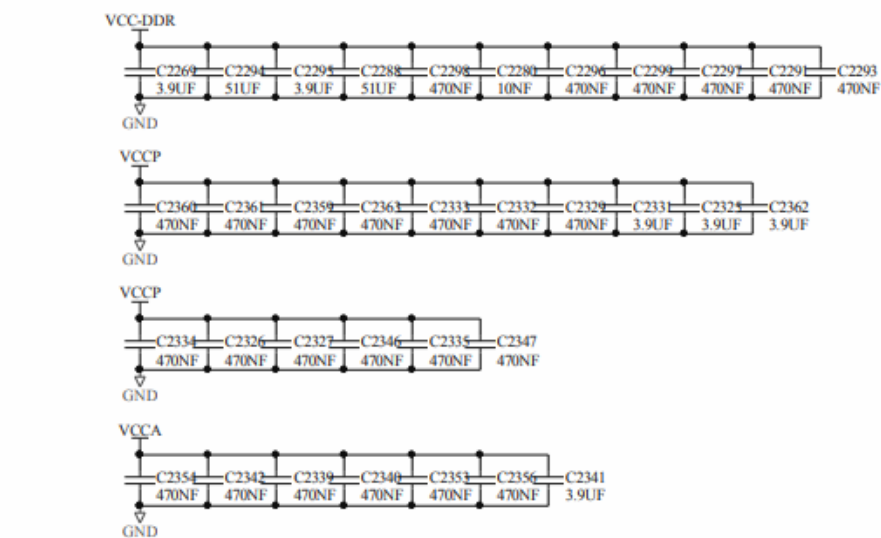 VCC-DDR
C2269 C2294 C2295 C2288 C2298 C2280 C2296 C2299 C2297 C2291 C2293
3.9UF 51UF 3.9UF 51UF 470NF 10NF 470NF 470NF 470NF 470NF 470NF
GND
VCCP
C2360 C2361 C2359 C2363 C2333 C2332 C2329 C2331 C2325 C2362
470NF 470NF 470NF 470NF 470NF 470NF 470NF 3.9UF 3.9UF 3.9UF
GND
VCCP
C2334 C2326 C2327 C2346 C2335 C2347
470NF 470NF 470NF 470NF 470NF 470NF
GND
VCCA
C2354 C2342 C2339 C2340 C2353 C2356 C2341
470NF 470NF 470NF 470NF 470NF 470NF 3.9UF
GND